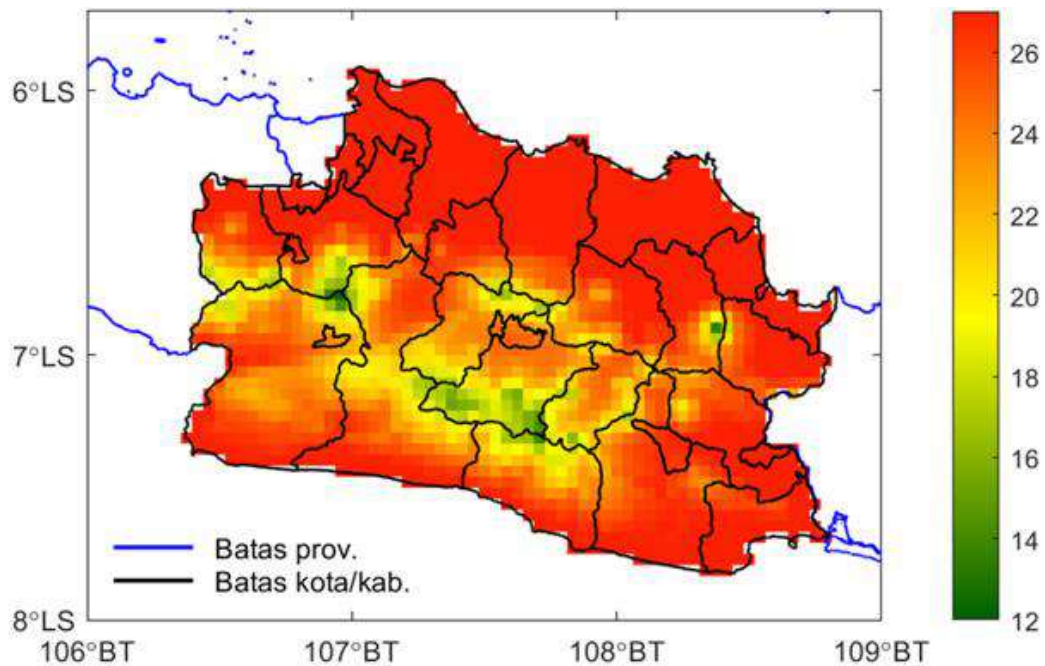 6°LS
7°LS
8°LS
106°BT
107°BT
108°BT
109°BT
Batas prov.
Batas kota/kab.
26
24
22
20
18
16
14
12